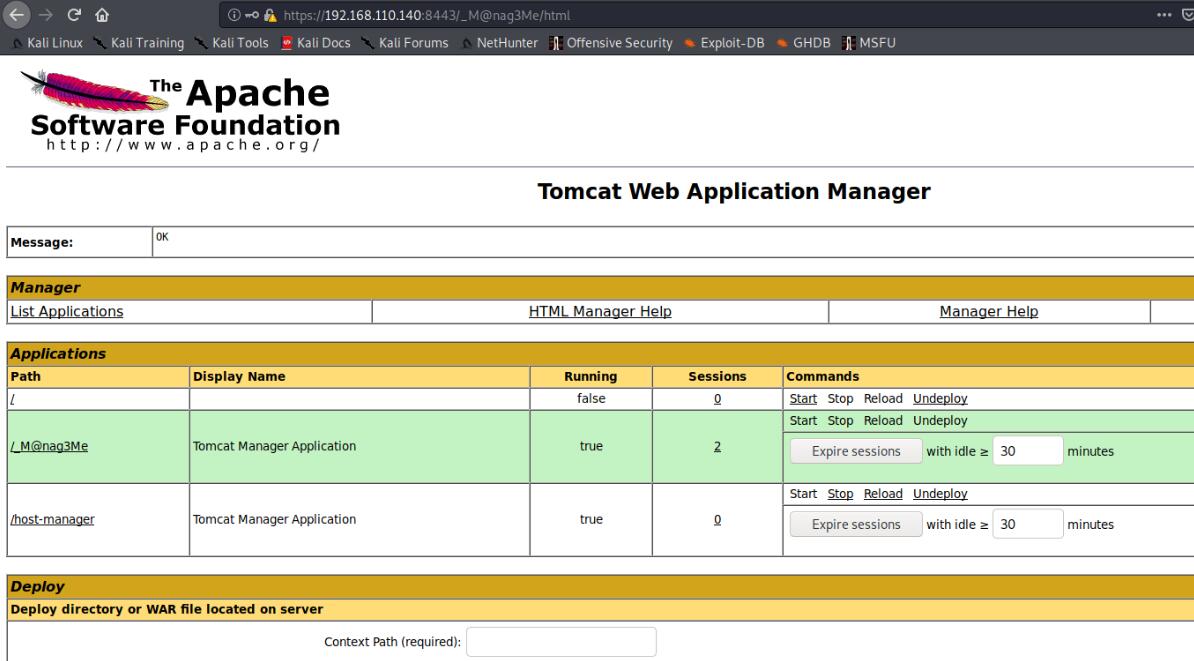 https://192.168.110.140:8443/_M@nag3Me/html
Kali Linux Kali Training Kali Tools Kali Docs Kali Forums NetHunter Offensive Security Exploit-DB GHDB MSFU
The Apache
Software Foundation
http://www.apache.org/
Tomcat Web Application Manager
Message: OK
Manager
List Applications HTML Manager Help Manager Help
Applications
Path Display Name Running Sessions Commands
/ false 0 Start Stop Reload Undeploy
Start Stop Reload Undeploy
/_M@nag3Me Tomcat Manager Application true 2
Expire sessions with idle ≥ 30 minutes
Start Stop Reload Undeploy
/host-manager Tomcat Manager Application true 0
Expire sessions with idle ≥ 30 minutes
Deploy
Deploy directory or WAR file located on server
Context Path (required):